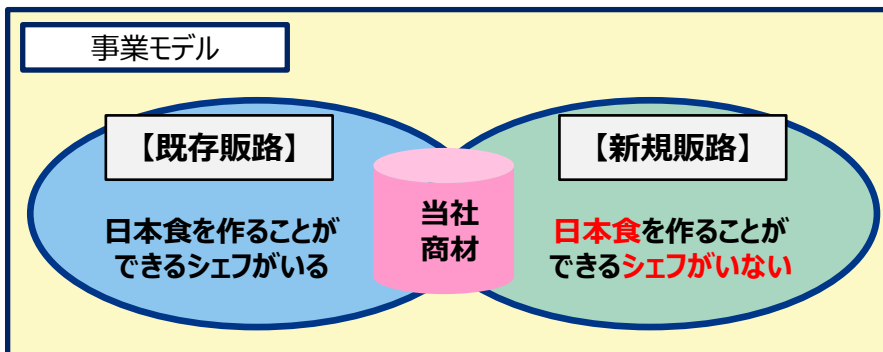 事業モデル
【既存販路】
日本食を作ることが
できるシェフがいる
当社
商材
【新規販路】
日本食を作ることが
できるシェフがいない